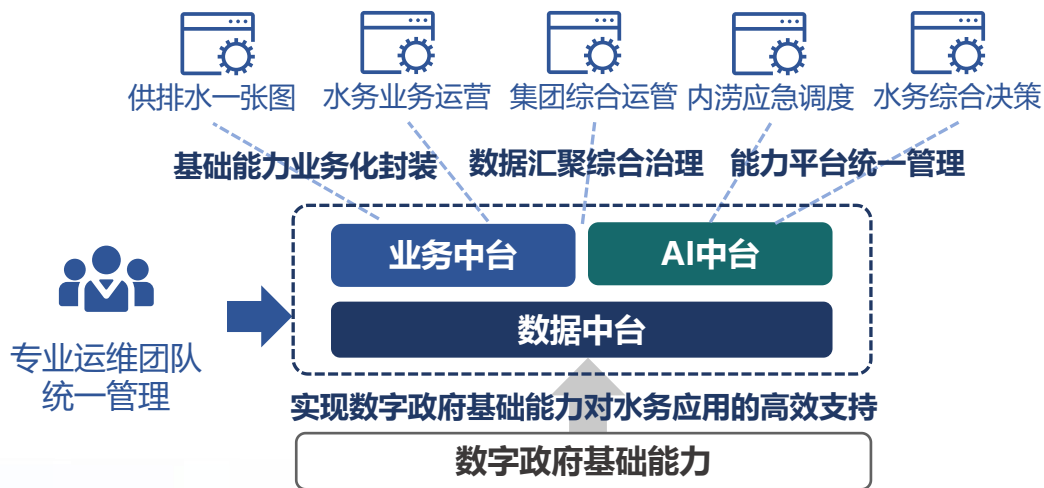 供排水一张图 水务业务运营 集团综合运管 内涝应急调度 水务综合决策
基础能力业务化封装 数据汇聚综合治理 能力平台统一管理
业务中台 AI中台
数据中台
专业运维团队
统一管理
实现数字政府基础能力对水务应用的高效支持
数字政府基础能力